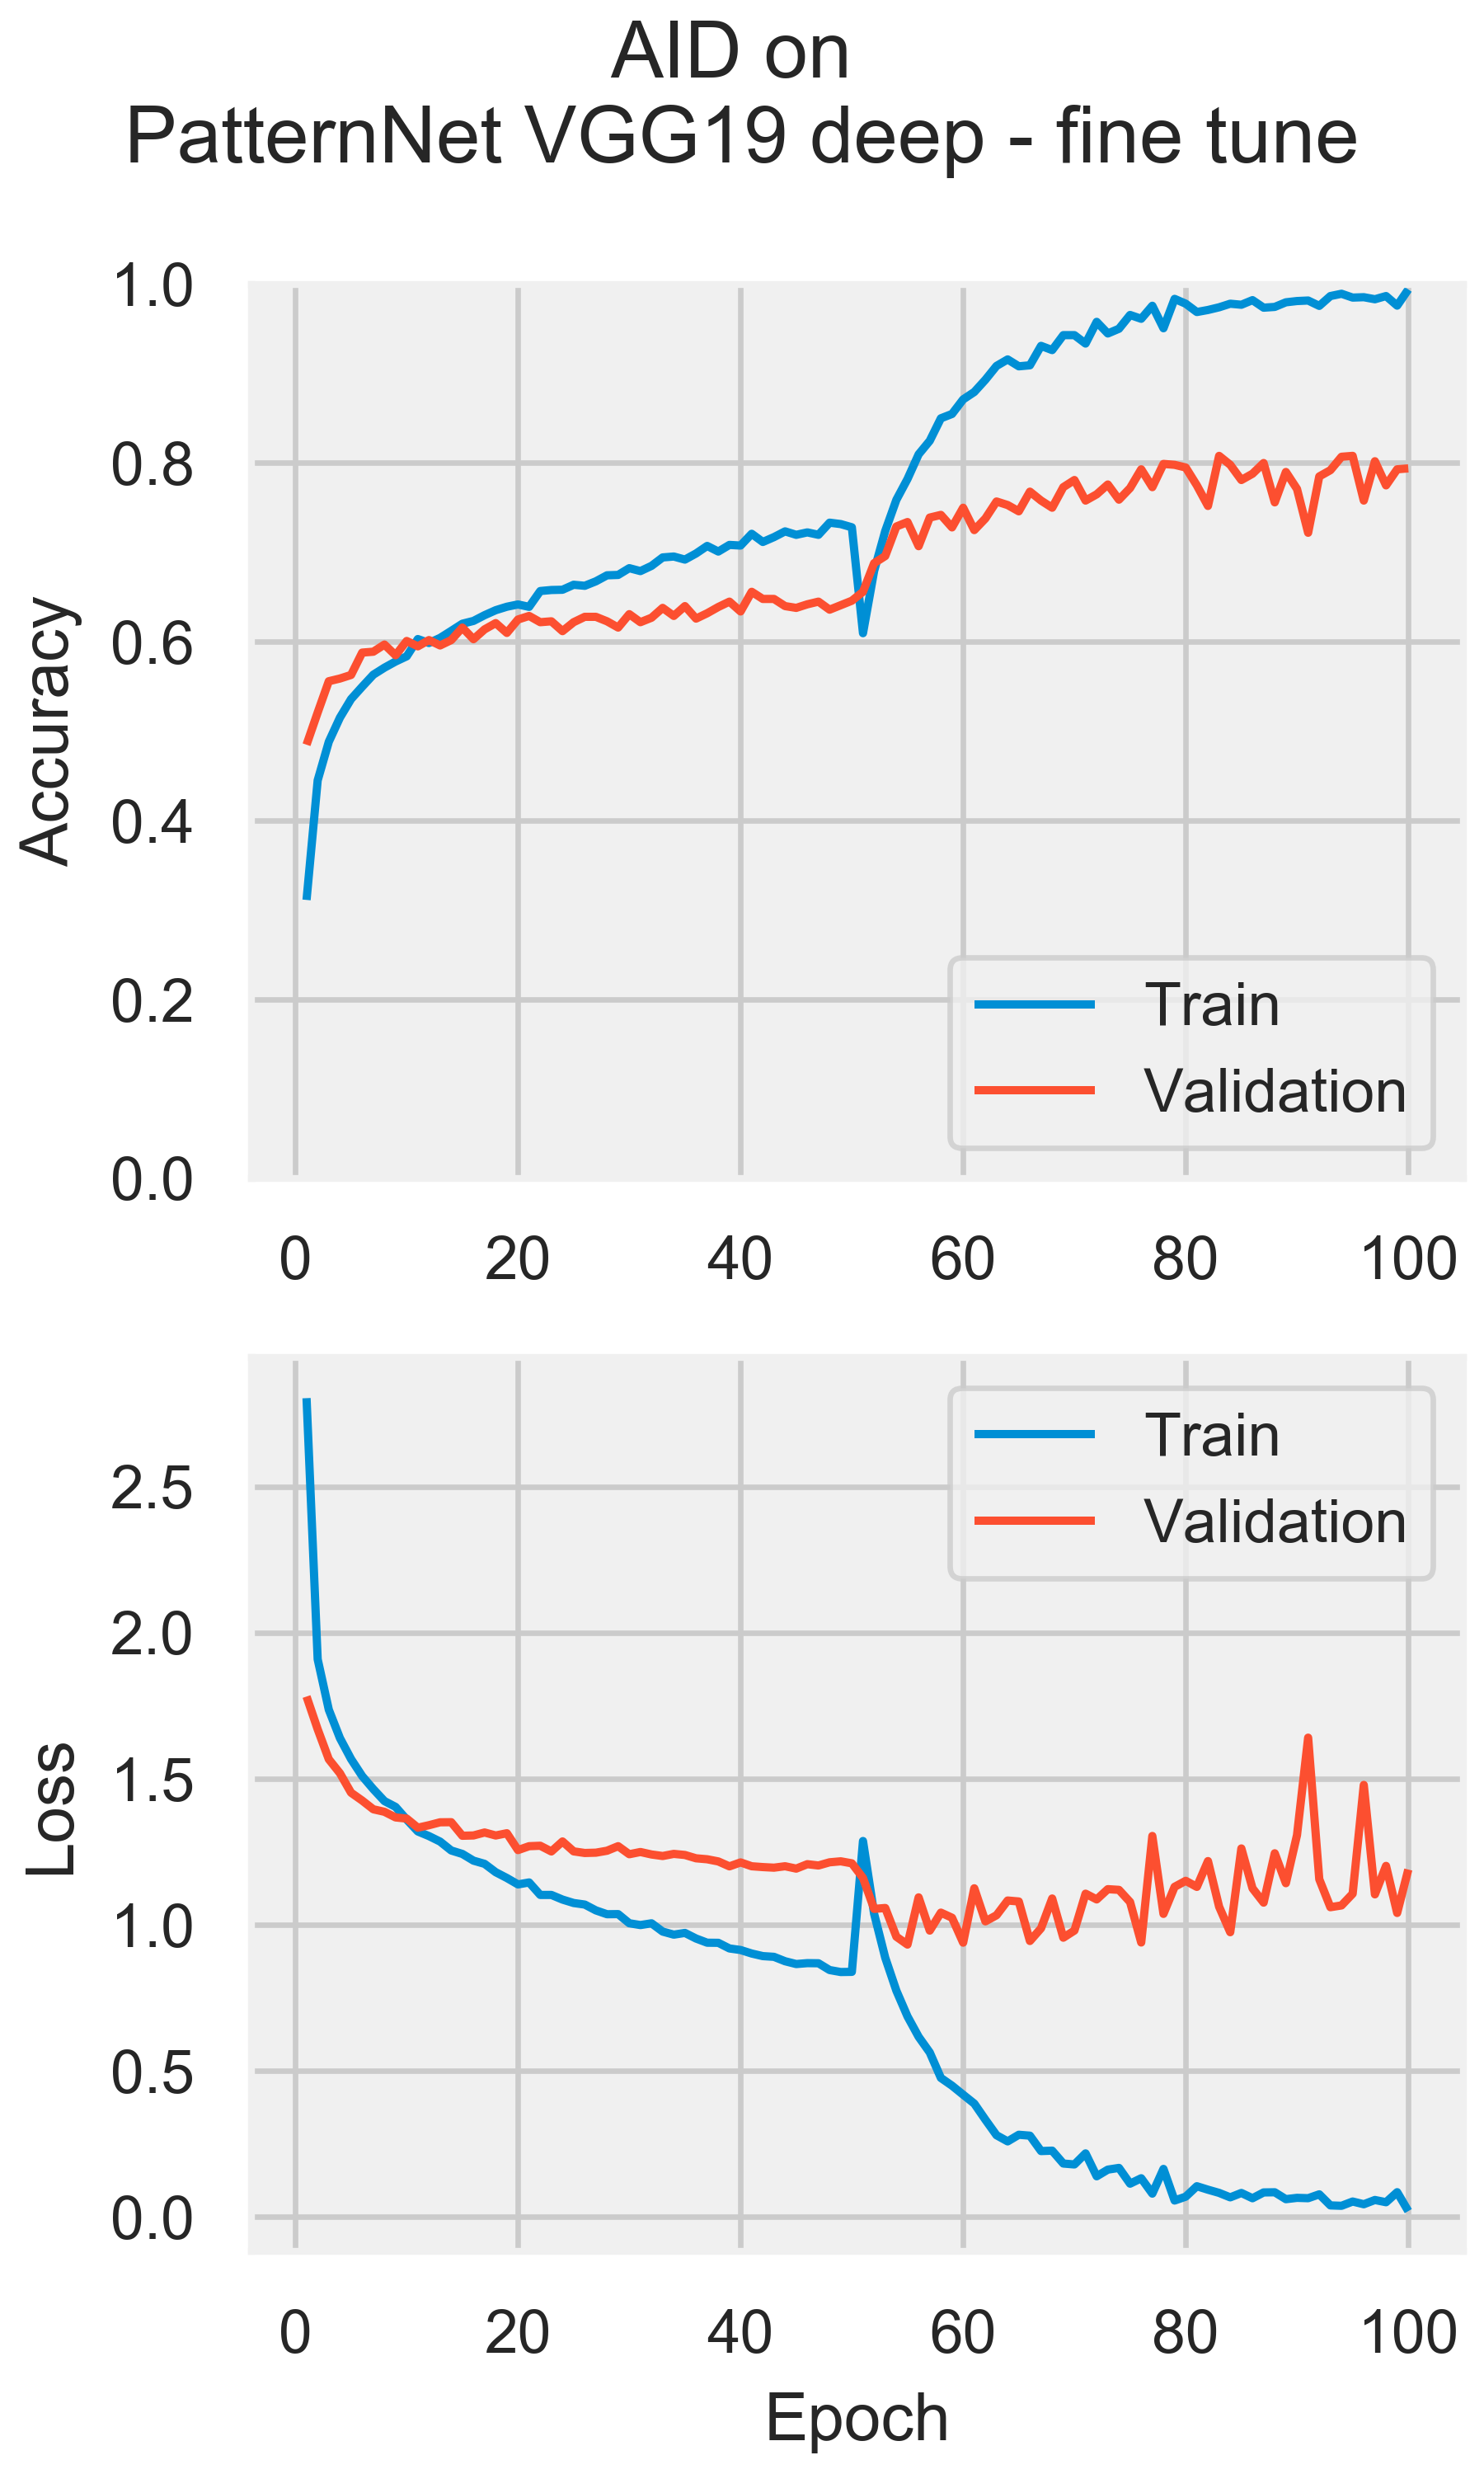 AID on
PatternNet VGG19 deep - fine tune
1.0
0.8
0.6
0.4
0.2
0.0
Accuracy
Train
Validation
0 20 40 60 80 100
2.5
2.0
1.5
1.0
0.5
0.0
Loss
Train
Validation
0 20 40 60 80 100
Epoch